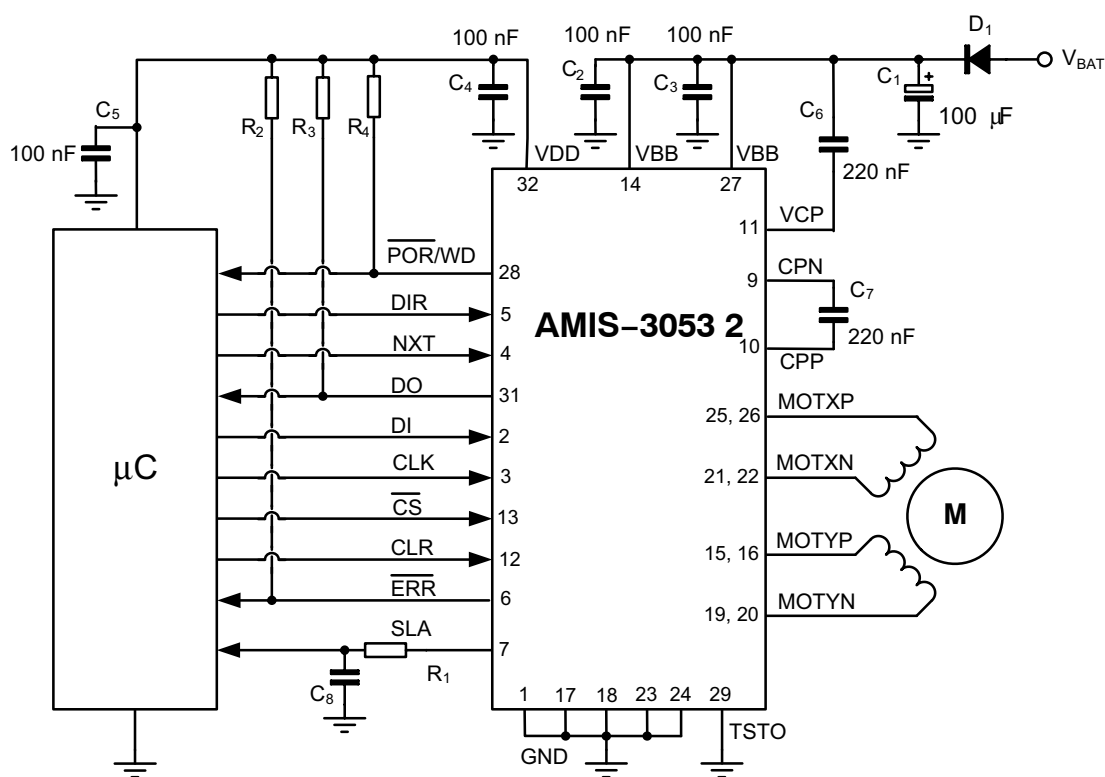 100 nF
100 nF
100 nF
D1
VBAT
C4
C2
C3
C1
+
100 µF
C5
R2
R3
R4
C6
100 nF
220 nF
VDD
VBB
VBB
32
14
27
11
VCP
POR/WD
28
9
CPN
DIR
5
C7
AMIS–3053 2
220 nF
NXT
4
10
CPP
DO
31
25, 26
MOTXP
DI
2
µC
CLK
3
21, 22
MOTXN
CS
13
M
CLR
12
15, 16
MOTYP
ERR
6
19, 20
MOTYN
SLA
7
R1
C8
1
17
18
23
24
29
GND
TSTO